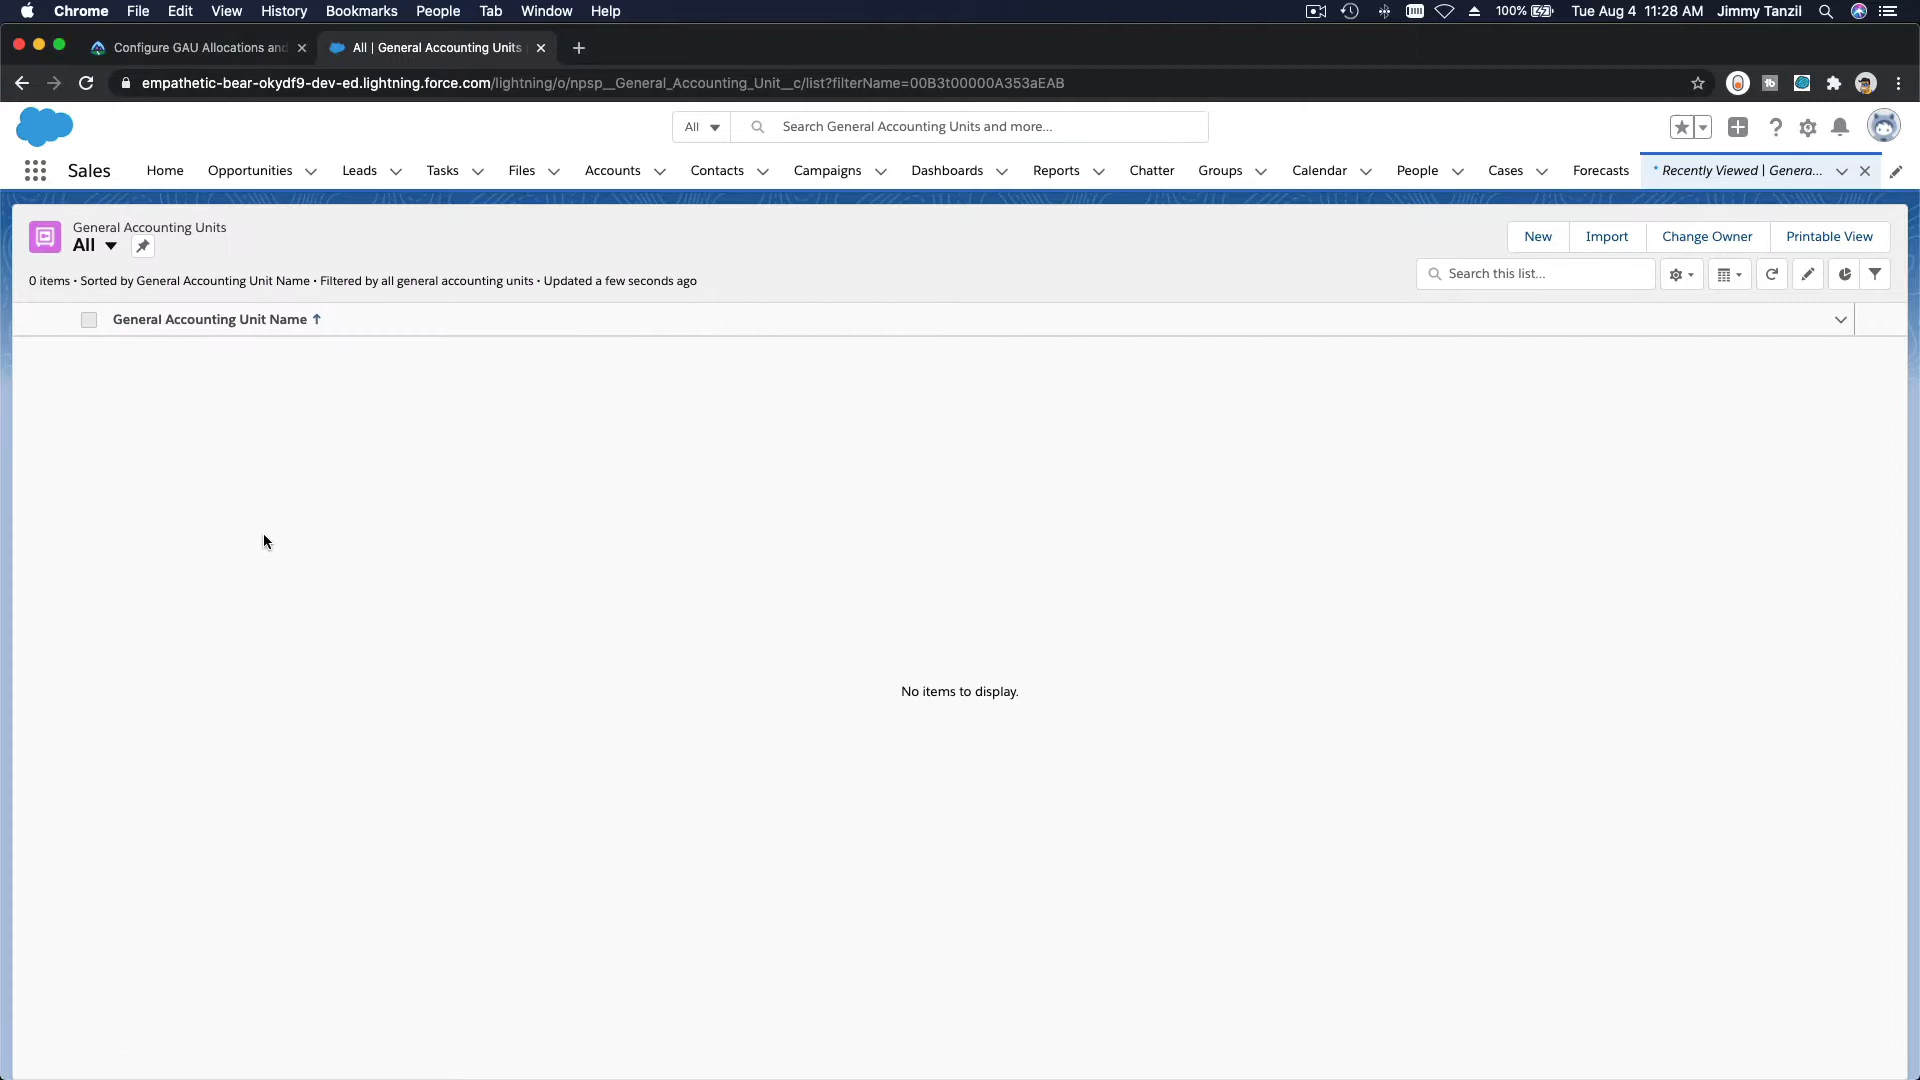 Chrome File Edit View History Bookmarks People Tab Window Help 100% Tue Aug 4 11:28 AM Jimmy Tanzil
Configure GAU Allocations and All | General Accounting Units
empathetic-bear-okydf9-dev-ed.lightning.force.com/lightning/o/npsp__General_Accounting_Unit__c/list?filterName=00B3t00000A353aEAB
All Search General Accounting Units and more...
Sales Home Opportunities Leads Tasks Files Accounts Contacts Campaigns Dashboards Reports Chatter Groups Calendar People Cases Forecasts * Recently Viewed | Genera...
General Accounting Units
All
New Import Change Owner Printable View
0 items • Sorted by General Accounting Unit Name • Filtered by all general accounting units • Updated a few seconds ago
Search this list...
General Accounting Unit Name ↑
No items to display.